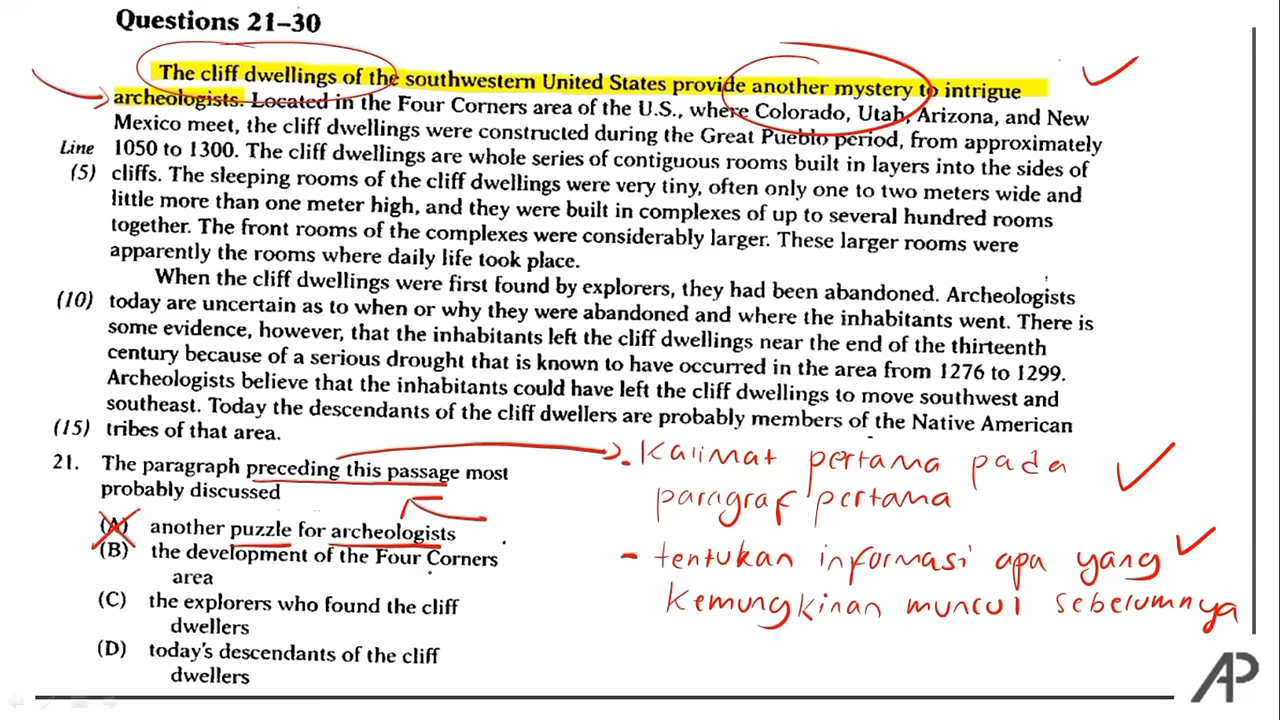 Questions 21–30
The cliff dwellings of the southwestern United States provide another mystery to intrigue
archeologists. Located in the Four Corners area of the U.S., where Colorado, Utah, Arizona, and New
Mexico meet, the cliff dwellings were constructed during the Great Pueblo period, from approximately
Line 1050 to 1300. The cliff dwellings are whole series of contiguous rooms built in layers into the sides of
(5) cliffs. The sleeping rooms of the cliff dwellings were very tiny, often only one to two meters wide and
little more than one meter high, and they were built in complexes of up to several hundred rooms
together. The front rooms of the complexes were considerably larger. These larger rooms were
apparently the rooms where daily life took place.
When the cliff dwellings were first found by explorers, they had been abandoned. Archeologists
(10) today are uncertain as to when or why they were abandoned and where the inhabitants went. There is
some evidence, however, that the inhabitants left the cliff dwellings near the end of the thirteenth
century because of a serious drought that is known to have occurred in the area from 1276 to 1299.
Archeologists believe that the inhabitants could have left the cliff dwellings to move southwest and
southeast. Today the descendants of the cliff dwellers are probably members of the Native American
(15) tribes of that area.
21. The paragraph preceding this passage most
probably discussed
(A) another puzzle for archeologists
(B) the development of the Four Corners
area
(C) the explorers who found the cliff
dwellers
(D) today's descendants of the cliff
dwellers
. Kalimat pertama pada
paragraf pertama
- tentukan informasi apa yang
kemungkinan muncul sebelumnya
AP